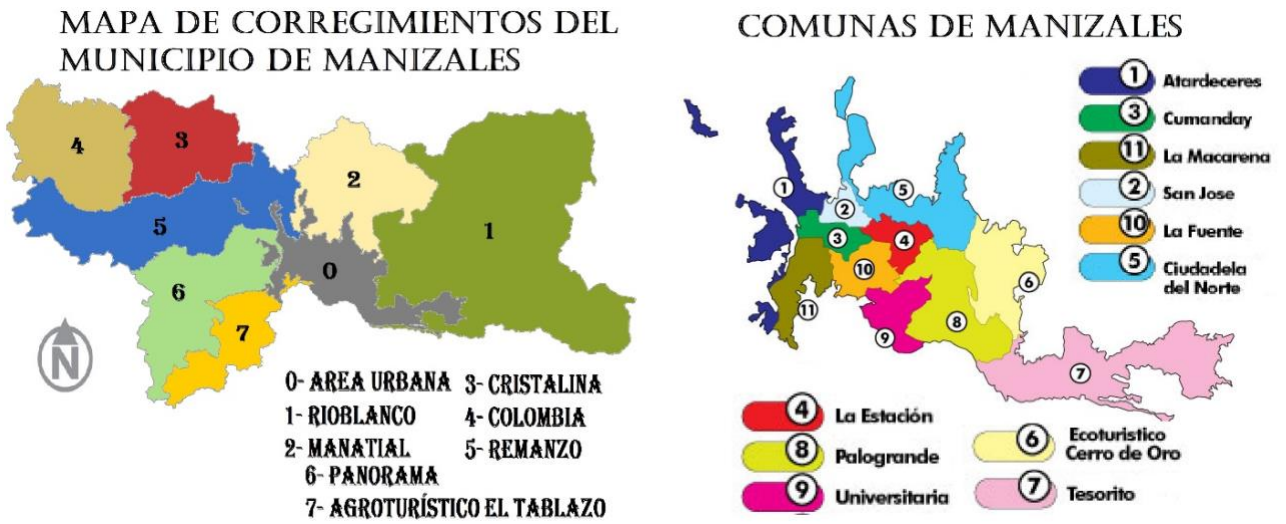 MAPA DE CORREGIMIENTOS DEL
MUNICIPIO DE MANIZALES
4
3
2
1
5
0
6
7
N
0- AREA URBANA
3- CRISTALINA
1- RIOBLANCO
4- COLOMBIA
2- MANATIAL
5- REMANZO
6- PANORAMA
7- AGROTURÍSTICO EL TABLAZO
COMUNAS DE MANIZALES
1 Atardeceres
3 Cumanday
11 La Macarena
2 San Jose
10 La Fuente
5 Ciudadela
del Norte
1
2
5
3
4
10
6
11
8
9
7
4 La Estación
8 Palogrande
9 Universitaria
6 Ecoturistico
Cerro de Oro
7 Tesorito